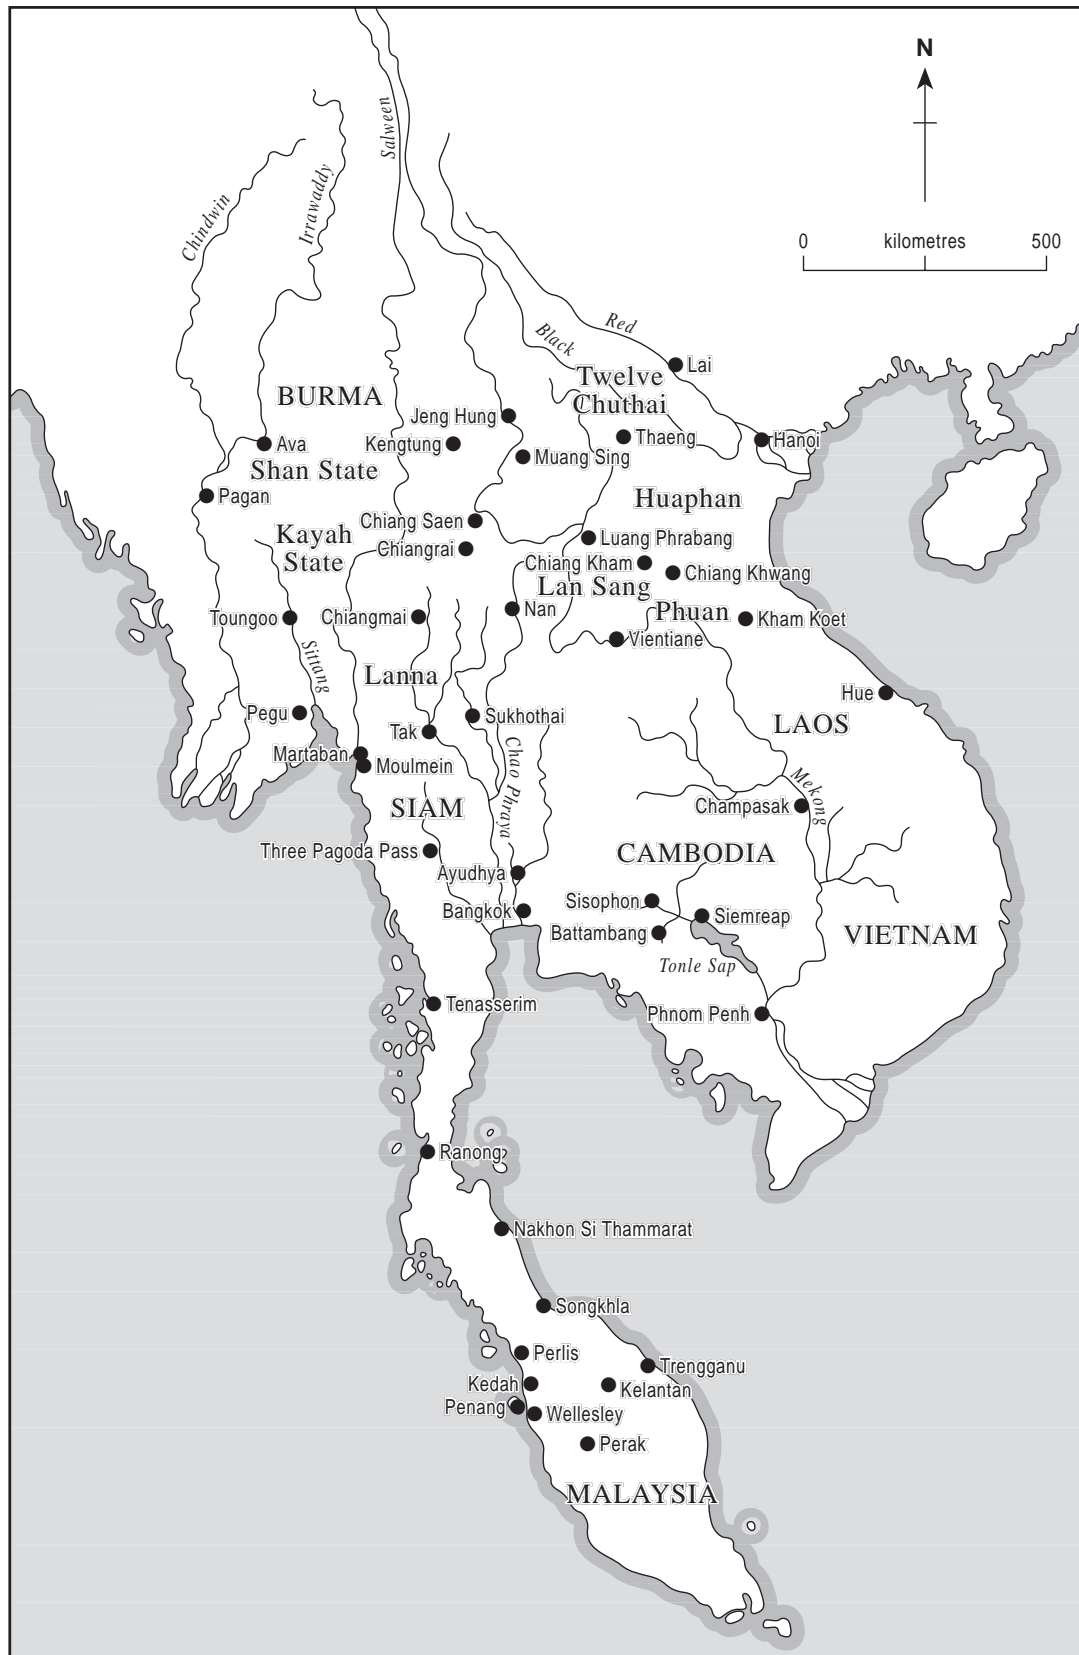 N
0 kilometres 500
Salween
Irrawaddy
Chindwin
Red
Black
Lai
Twelve
Chuthai
BURMA
Jeng Hung
Ava
Kengtung
Thaeng
Hanoi
Muang Sing
Shan State
Pagan
Huaphan
Chiang Saen
Kayah
State
Luang Phrabang
Chiangrai
Chiang Kham
Chiang Khwang
Lan Sang
Nan
Phuan
Toungoo
Chiangmai
Kham Koet
Vientiane
Sittang
Lanna
Hue
Pegu
Sukhothai
LAOS
Tak
Chao Phraya
Martaban
Moulmein
Mekong
SIAM
Champasak
Three Pagoda Pass
CAMBODIA
Ayudhya
Sisophon
Bangkok
Siemreap
Battambang
VIETNAM
Tonle Sap
Tenasserim
Phnom Penh
Ranong
Nakhon Si Thammarat
Songkhla
Perlis
Trengganu
Kedah
Kelantan
Penang
Wellesley
Perak
MALAYSIA